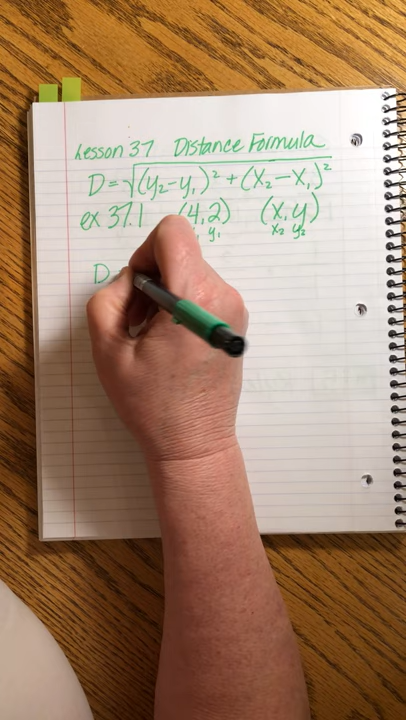 Lesson 37 Distance Formula
D = √(y₂-y₁)² + (x₂-x₁)²
ex 37.1 (4,2) (x,y)
y₁ x₂ y₂
D